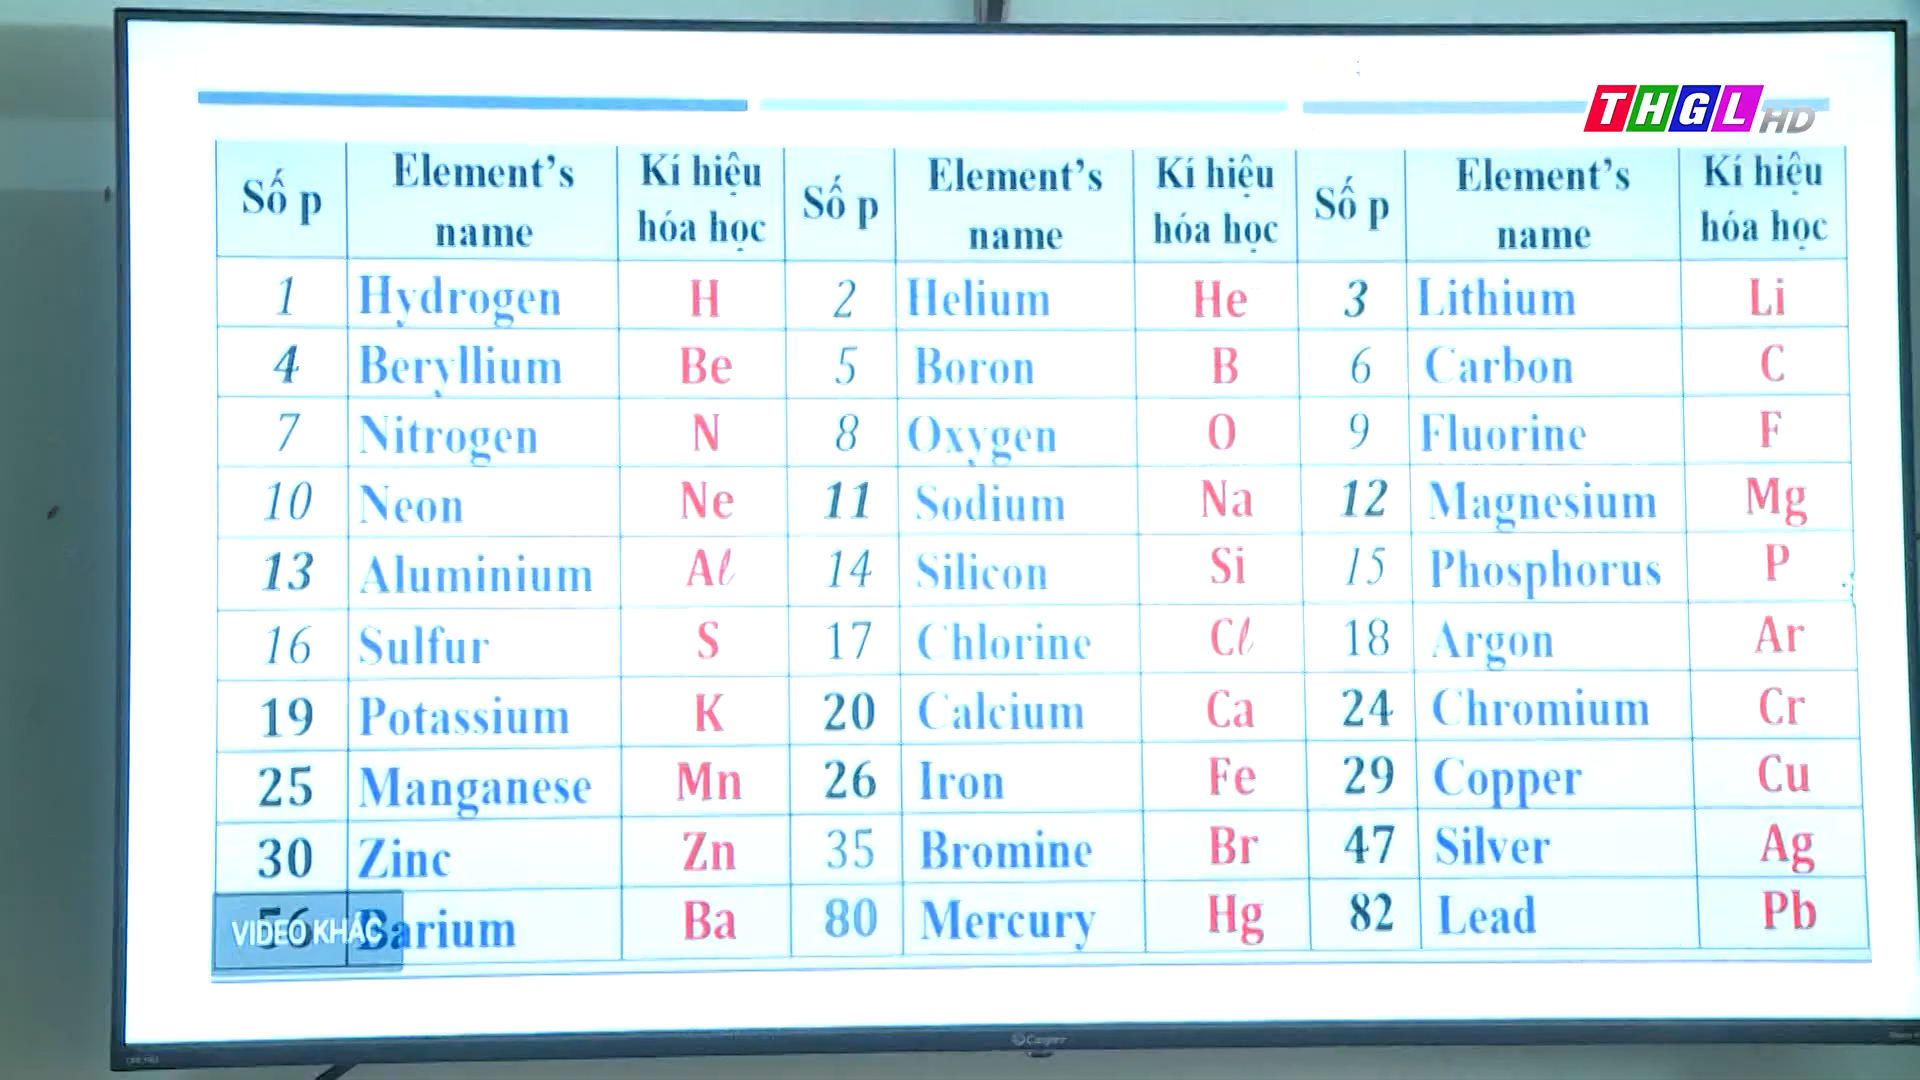 THGL HD
Số p Element's name Kí hiệu hóa học Số p Element's name Kí hiệu hóa học Số p Element's name Kí hiệu hóa học
1 Hydrogen H 2 Helium He 3 Lithium Li
4 Beryllium Be 5 Boron B 6 Carbon C
7 Nitrogen N 8 Oxygen O 9 Fluorine F
10 Neon Ne 11 Sodium Na 12 Magnesium Mg
13 Aluminium Aℓ 14 Silicon Si 15 Phosphorus P
16 Sulfur S 17 Chlorine Cℓ 18 Argon Ar
19 Potassium K 20 Calcium Ca 24 Chromium Cr
25 Manganese Mn 26 Iron Fe 29 Copper Cu
30 Zinc Zn 35 Bromine Br 47 Silver Ag
56 Barium Ba 80 Mercury Hg 82 Lead Pb
VIDEO KHÁC
Casper